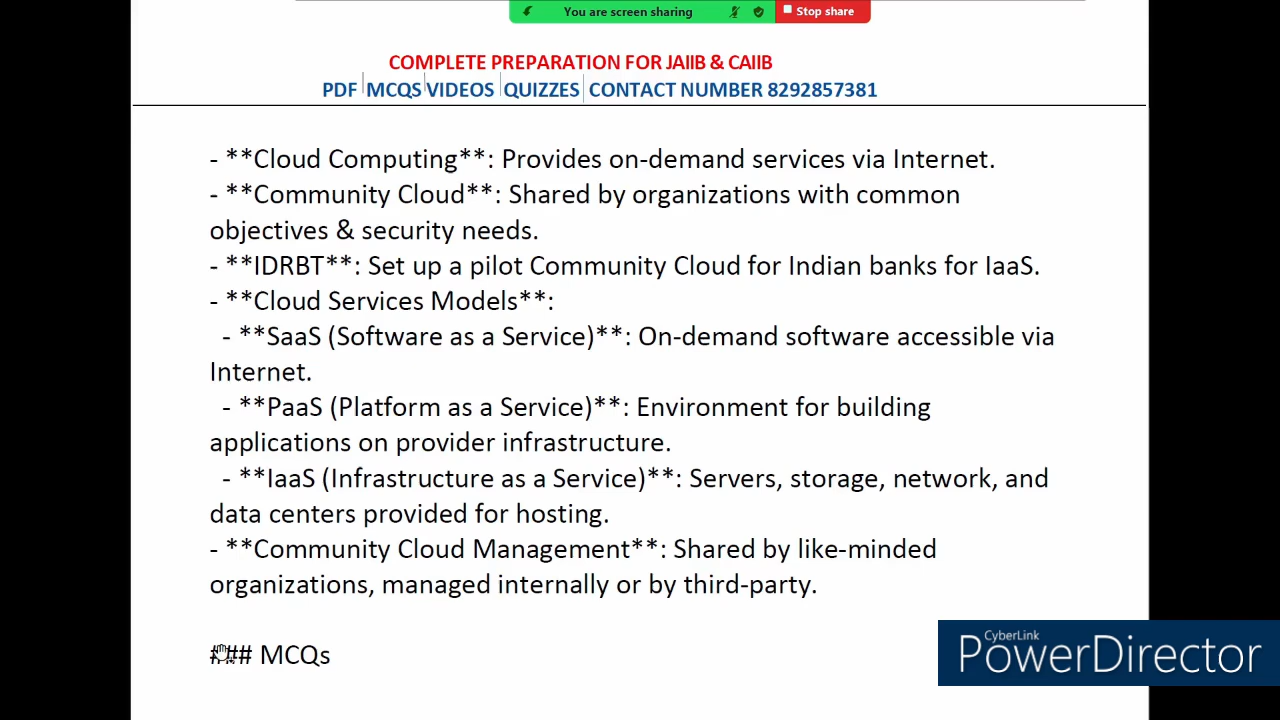 You are screen sharing Stop share
COMPLETE PREPARATION FOR JAIIB & CAIIB
PDF MCQS VIDEOS QUIZZES CONTACT NUMBER 8292857381
- **Cloud Computing**: Provides on-demand services via Internet.
- **Community Cloud**: Shared by organizations with common
objectives & security needs.
- **IDRBT**: Set up a pilot Community Cloud for Indian banks for IaaS.
- **Cloud Services Models**:
- **SaaS (Software as a Service)**: On-demand software accessible via
Internet.
- **PaaS (Platform as a Service)**: Environment for building
applications on provider infrastructure.
- **IaaS (Infrastructure as a Service)**: Servers, storage, network, and
data centers provided for hosting.
- **Community Cloud Management**: Shared by like-minded
organizations, managed internally or by third-party.
### MCQs
CyberLink
PowerDirector